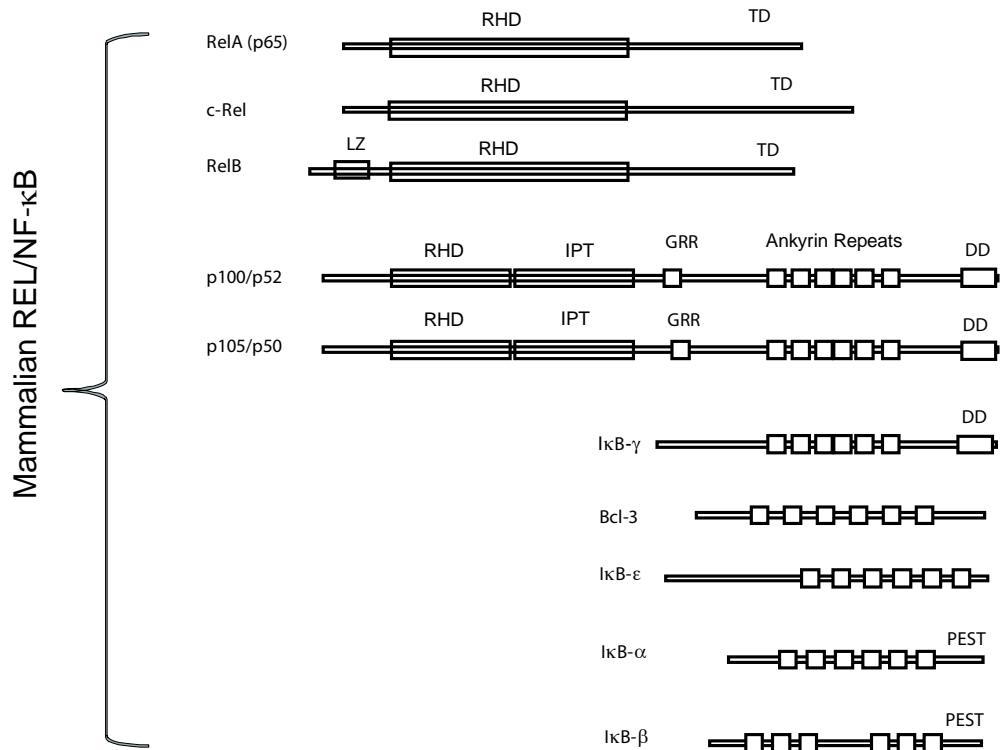 Mammalian REL/NF-κB
RHD
TD
RelA (p65)
RHD
TD
c-Rel
LZ
RHD
TD
RelB
RHD
IPT
GRR
Ankyrin Repeats
DD
p100/p52
RHD
IPT
GRR
DD
p105/p50
DD
IκB-γ
Bcl-3
IκB-ε
PEST
IκB-α
PEST
IκB-β